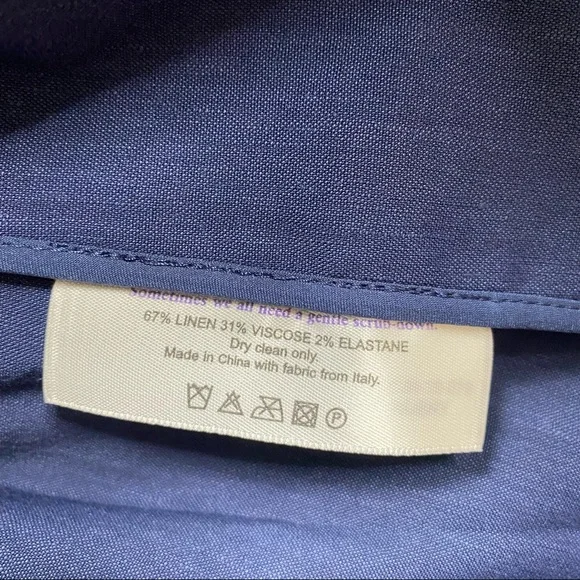 Sometimes we all need a gentle scrub-down.
67% LINEN 31% VISCOSE 2% ELASTANE
Dry clean only.
Made in China with fabric from Italy.
P